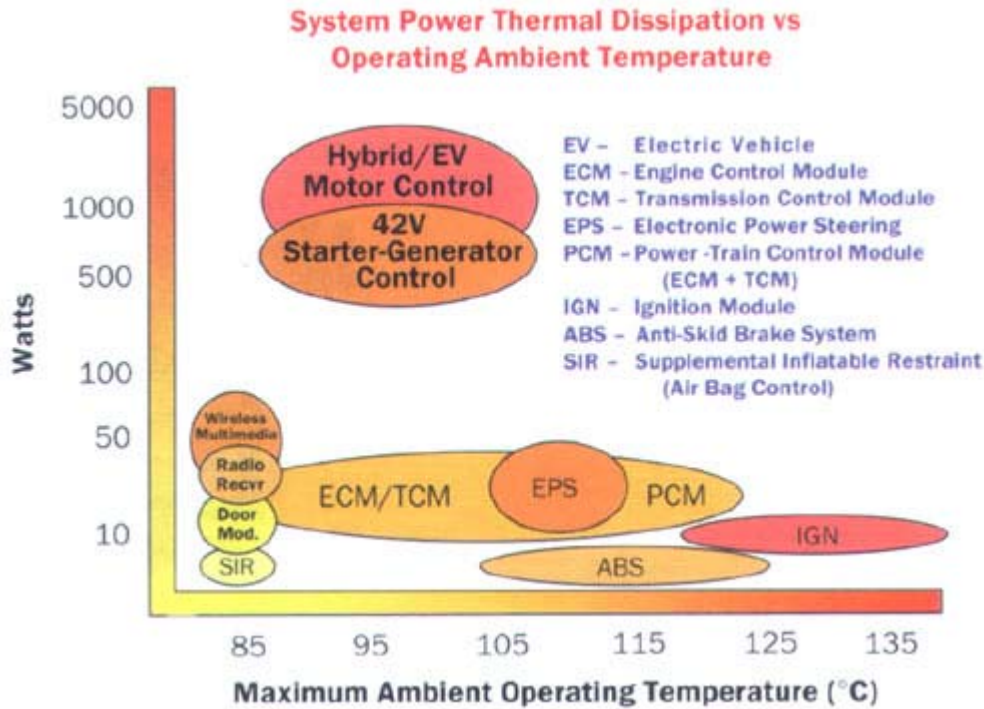 System Power Thermal Dissipation vs
Operating Ambient Temperature
5000
1000
500
100
50
10
Watts
Hybrid/EV
Motor Control
42V
Starter-Generator
Control
EV – Electric Vehicle
ECM – Engine Control Module
TCM – Transmission Control Module
EPS – Electronic Power Steering
PCM – Power -Train Control Module
(ECM + TCM)
IGN – Ignition Module
ABS – Anti-Skid Brake System
SIR – Supplemental Inflatable Restraint
(Air Bag Control)
Wireless
Multimedia
Radio
Recvr
Door
Mod.
SIR
ECM/TCM
EPS
PCM
IGN
ABS
85 95 105 115 125 135
Maximum Ambient Operating Temperature (°C)